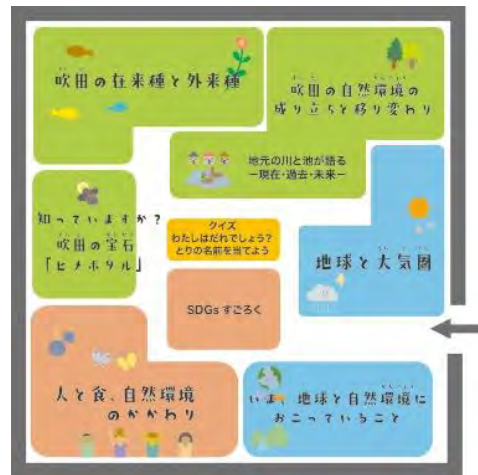 吹田の在来種と外来種
吹田の自然環境の
成り立ちと移り変わり
地元の川と池が語る
ー現在・過去・未来ー
知っていますか？
吹田の宝石
「ヒメボタル」
クイズ
わたしはだれでしょう？
とりの名前を当てよう
地球と大気圏
SDGs すごろく
人と食、自然環境
のかかわり
いま、地球と自然環境に
おこっていること